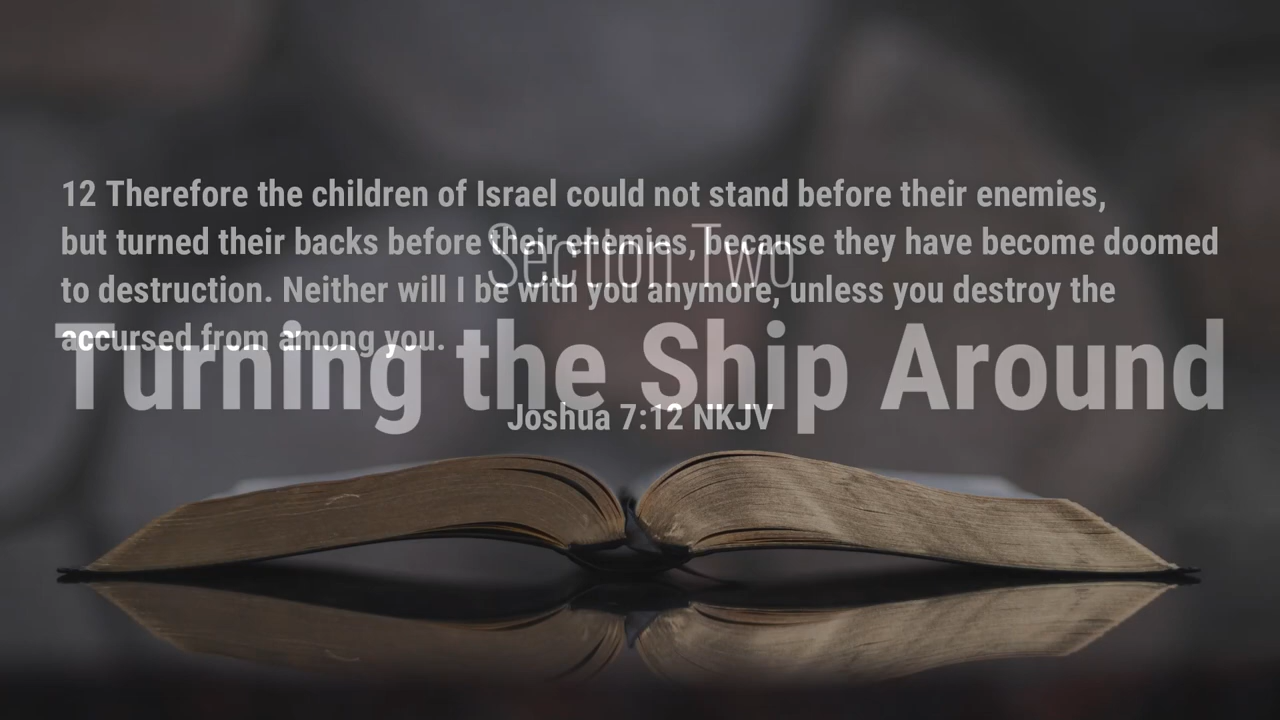 12 Therefore the children of Israel could not stand before their enemies,
but turned their backs before their enemies, because they have become doomed
to destruction. Neither will I be with you anymore, unless you destroy the
accursed from among you.
Joshua 7:12 NKJV
Section Two
Turning the Ship Around